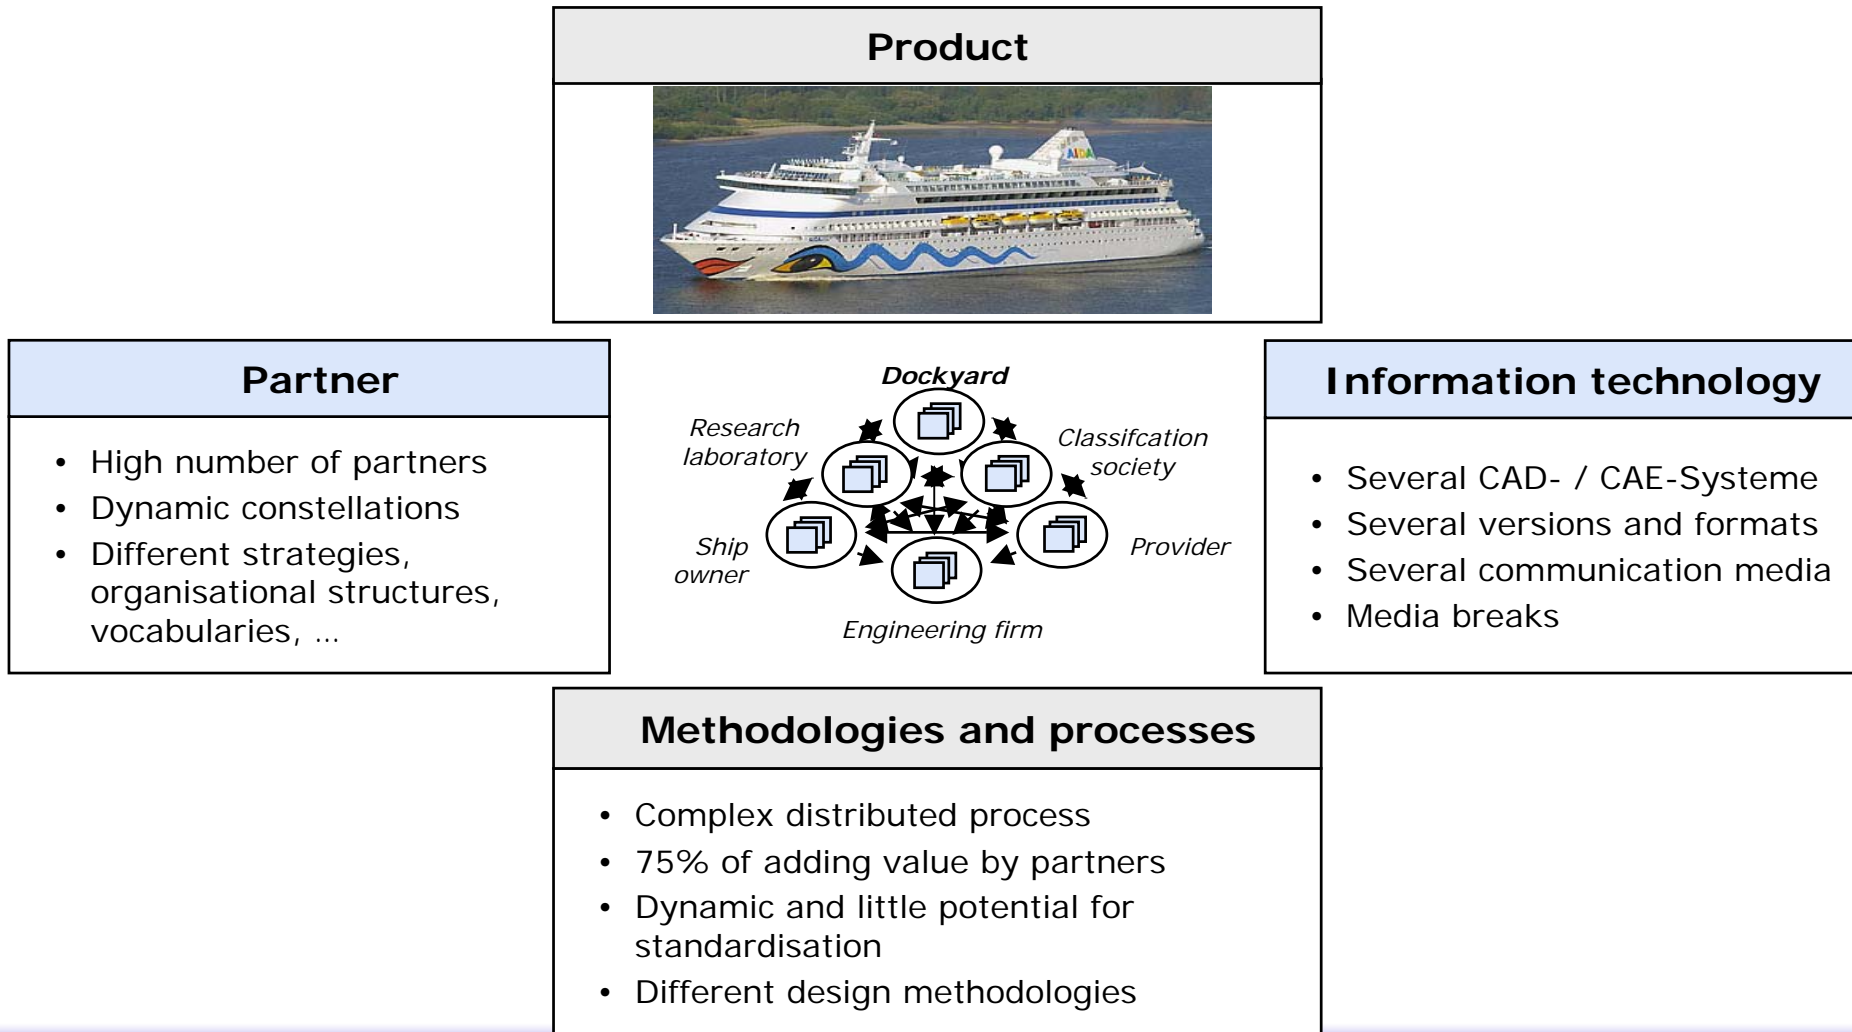 Product
AIDA
Partner
• High number of partners
• Dynamic constellations
• Different strategies,
organisational structures,
vocabularies, ...
Dockyard
Research
laboratory
Classifcation
society
Ship
owner
Provider
Engineering firm
Information technology
• Several CAD- / CAE-Systeme
• Several versions and formats
• Several communication media
• Media breaks
Methodologies and processes
• Complex distributed process
• 75% of adding value by partners
• Dynamic and little potential for
standardisation
• Different design methodologies